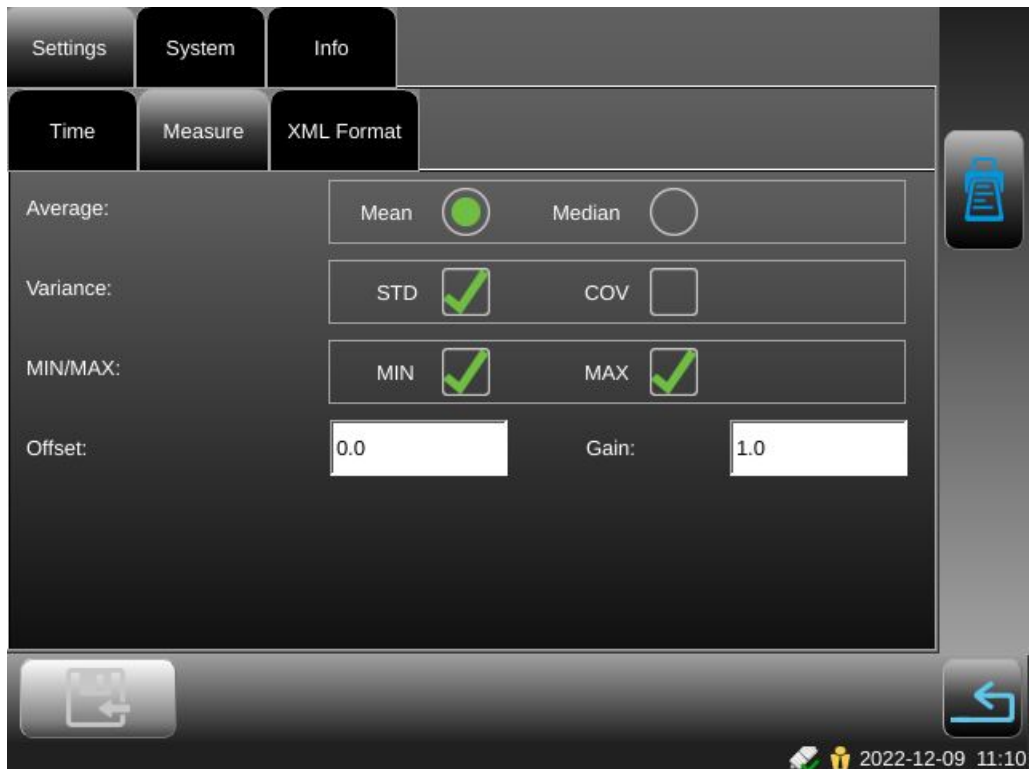 Settings System Info
Time Measure XML Format
Average: Mean Median
Variance: STD COV
MIN/MAX: MIN MAX
Offset: 0.0 Gain: 1.0
2022-12-09 11:10